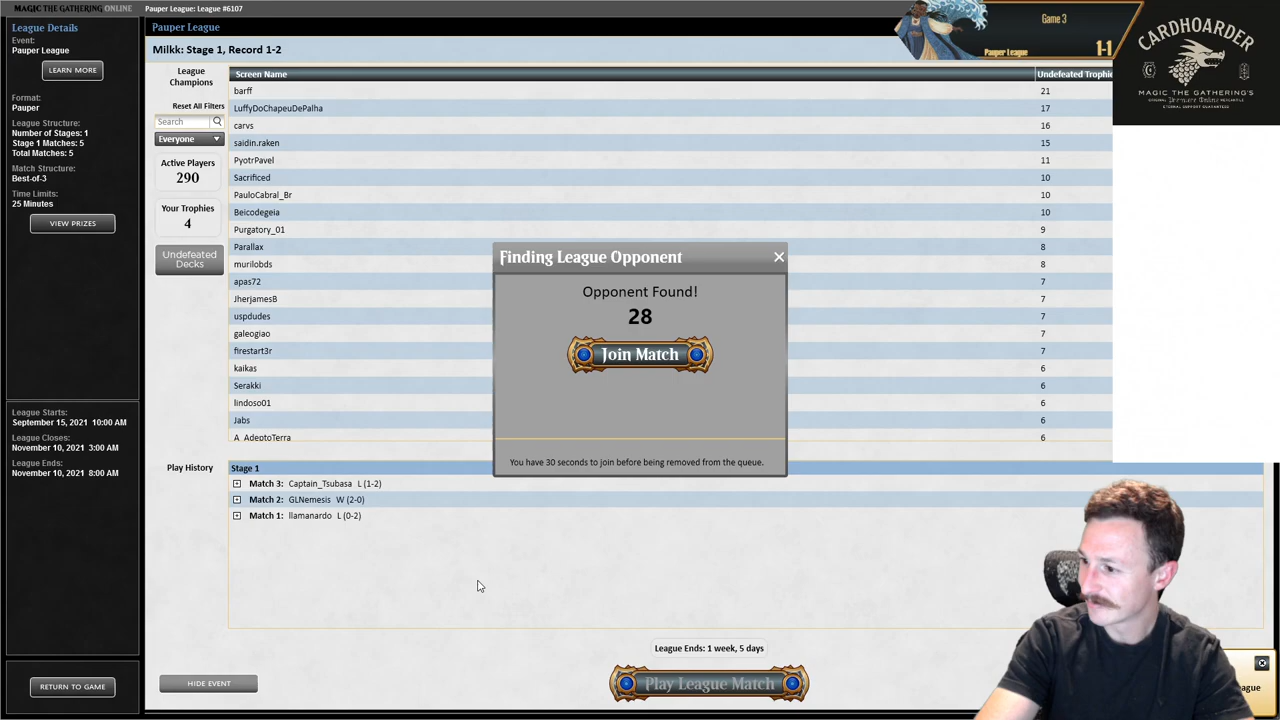 MAGIC THE GATHERING ONLINE
Pauper League: League #6107
League Details
Event:
Pauper League
LEARN MORE
Format:
Pauper
League Structure:
Number of Stages: 1
Stage 1 Matches: 5
Total Matches: 5
Match Structure:
Best-of-3
Time Limits:
25 Minutes
VIEW PRIZES
League Starts:
September 15, 2021 10:00 AM
League Closes:
November 10, 2021 3:00 AM
League Ends:
November 10, 2021 8:00 AM
RETURN TO GAME
Pauper League
Milkk: Stage 1, Record 1-2
League
Champions
Reset All Filters
Search
Everyone
Active Players
290
Your Trophies
4
Undefeated
Decks
Screen Name Undefeated Trophie
barff 21
LuffyDoChapeuDePalha 17
carvs 16
saidin.raken 15
PyotrPavel 11
Sacrificed 10
PauloCabral_Br 10
Beicodegeia 10
Purgatory_01 9
Parallax 8
murilobds 8
apas72 7
JherjamesB 7
uspdudes 7
galeogiao 7
firestart3r 7
kaikas 6
Serakki 6
lindoso01 6
Jabs 6
A_AdeptoTerra 6
Finding League Opponent
Opponent Found!
28
Join Match
You have 30 seconds to join before being removed from the queue.
Play History
Stage 1
Match 3: Captain_Tsubasa L (1-2)
Match 2: GLNemesis W (2-0)
Match 1: llamanardo L (0-2)
League Ends: 1 week, 5 days
HIDE EVENT
Play League Match
Game 3
Pauper League 1-1
CARDHOARDER
MAGIC THE GATHERING'S
eague